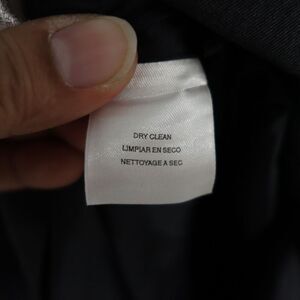 DRY CLEAN
LIMPIAR EN SECO
NETTOYAGE A SEC